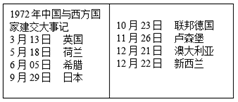 1972年中国与西方国
家建交大事记
3月13日 英国
5月18日 荷兰
6月05日 希腊
9月29日 日本
10月23日 联邦德国
11月26日 卢森堡
12月21日 澳大利亚
12月22日 新西兰